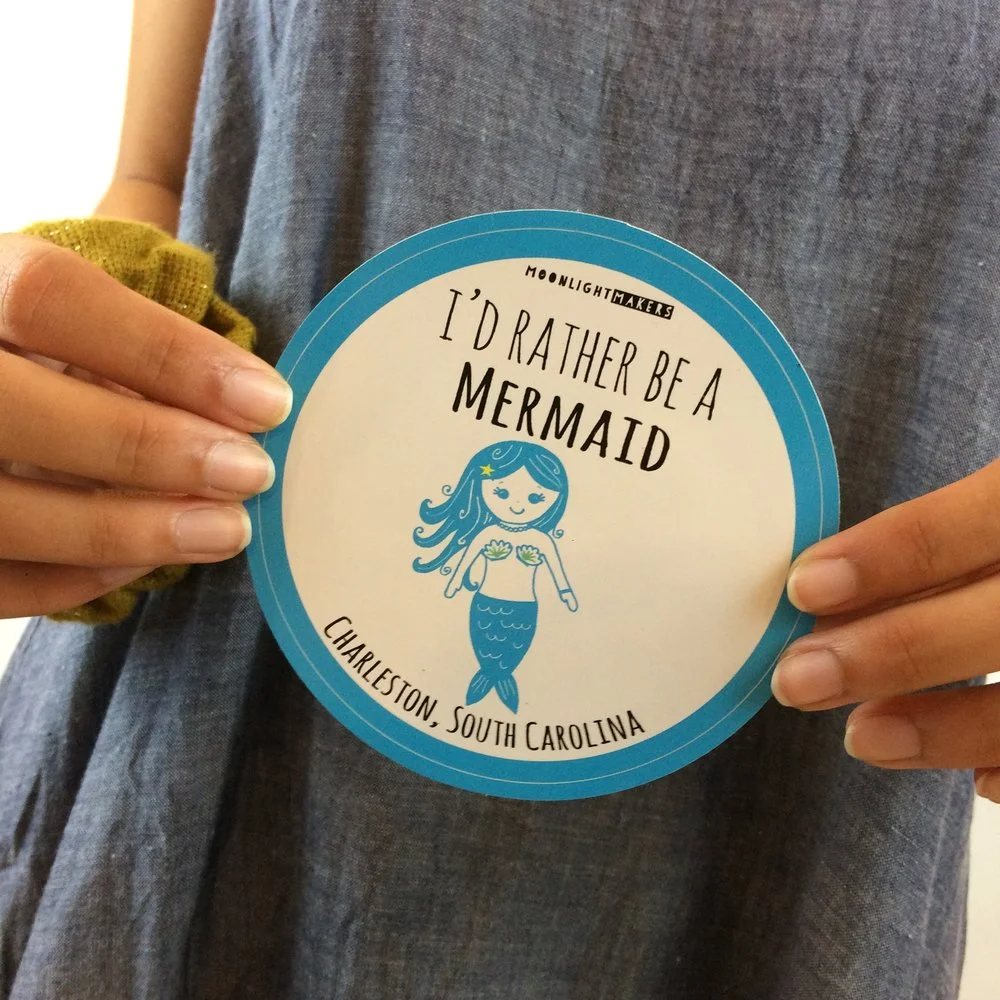 MOONLIGHTMAKERS
I'D RATHER BE A
MERMAID
CHARLESTON, SOUTH CAROLINA